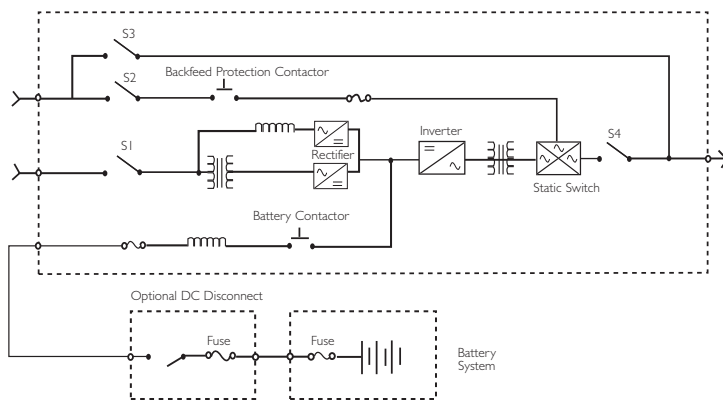 S3
S2
Backfeed Protection Contactor
S1
Rectifier
Inverter
S4
Static Switch
Battery Contactor
Optional DC Disconnect
Fuse
Fuse
Battery
System